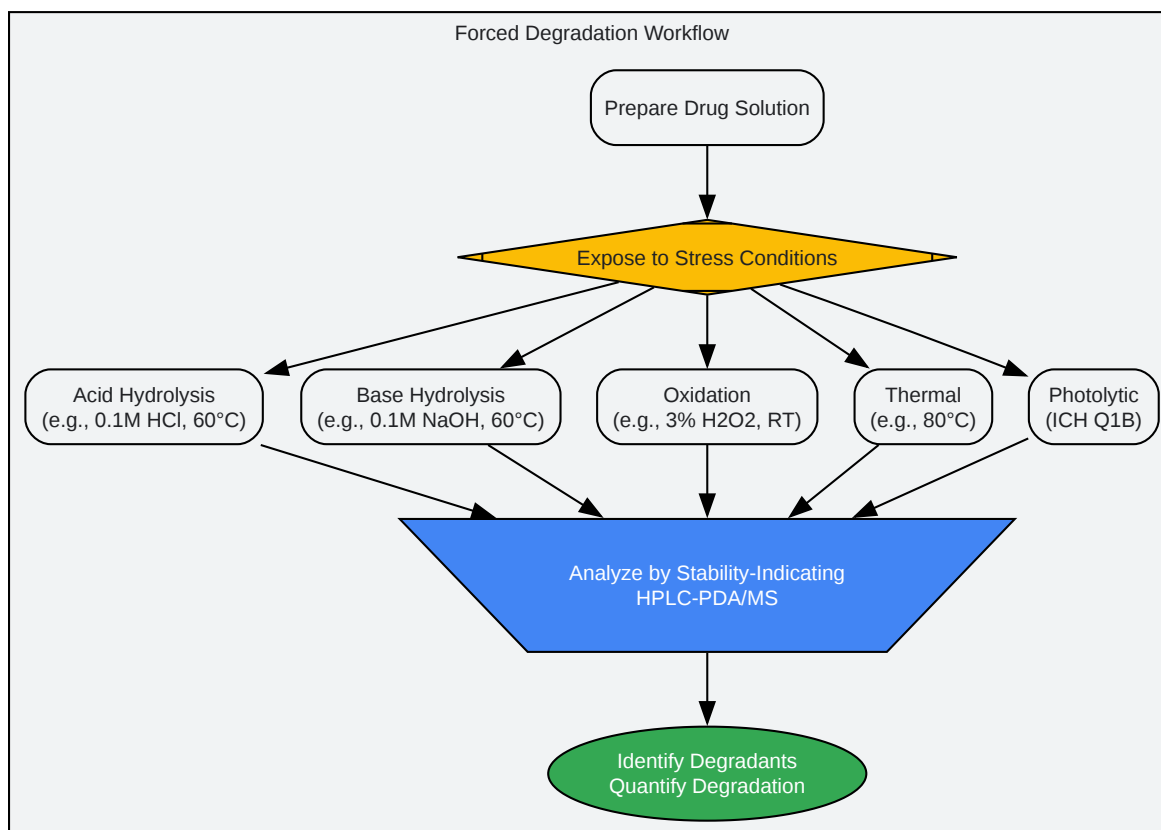 Forced Degradation Workflow
Prepare Drug Solution
Expose to Stress Conditions
Acid Hydrolysis
(e.g., 0.1M HCl, 60°C)
Base Hydrolysis
(e.g., 0.1M NaOH, 60°C)
Oxidation
(e.g., 3% H2O2, RT)
Thermal
(e.g., 80°C)
Photolytic
(ICH Q1B)
Analyze by Stability-Indicating
HPLC-PDA/MS
Identify Degradants
Quantify Degradation